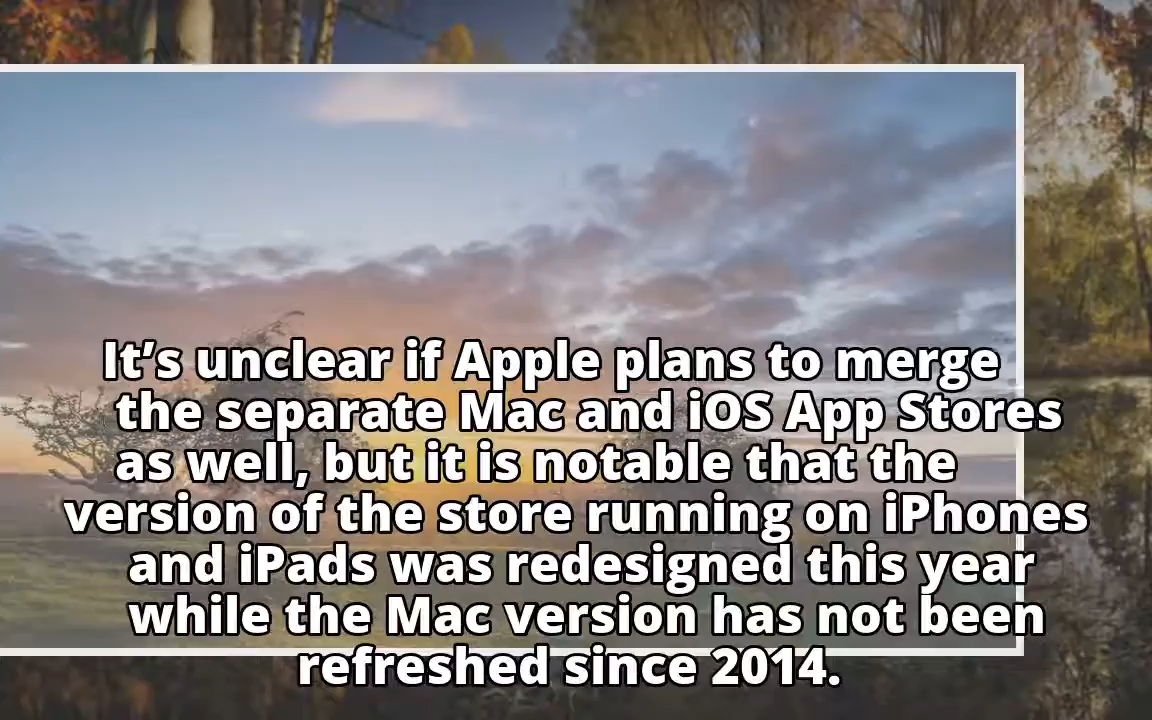 It’s unclear if Apple plans to merge
the separate Mac and iOS App Stores
as well, but it is notable that the
version of the store running on iPhones
and iPads was redesigned this year
while the Mac version has not been
refreshed since 2014.